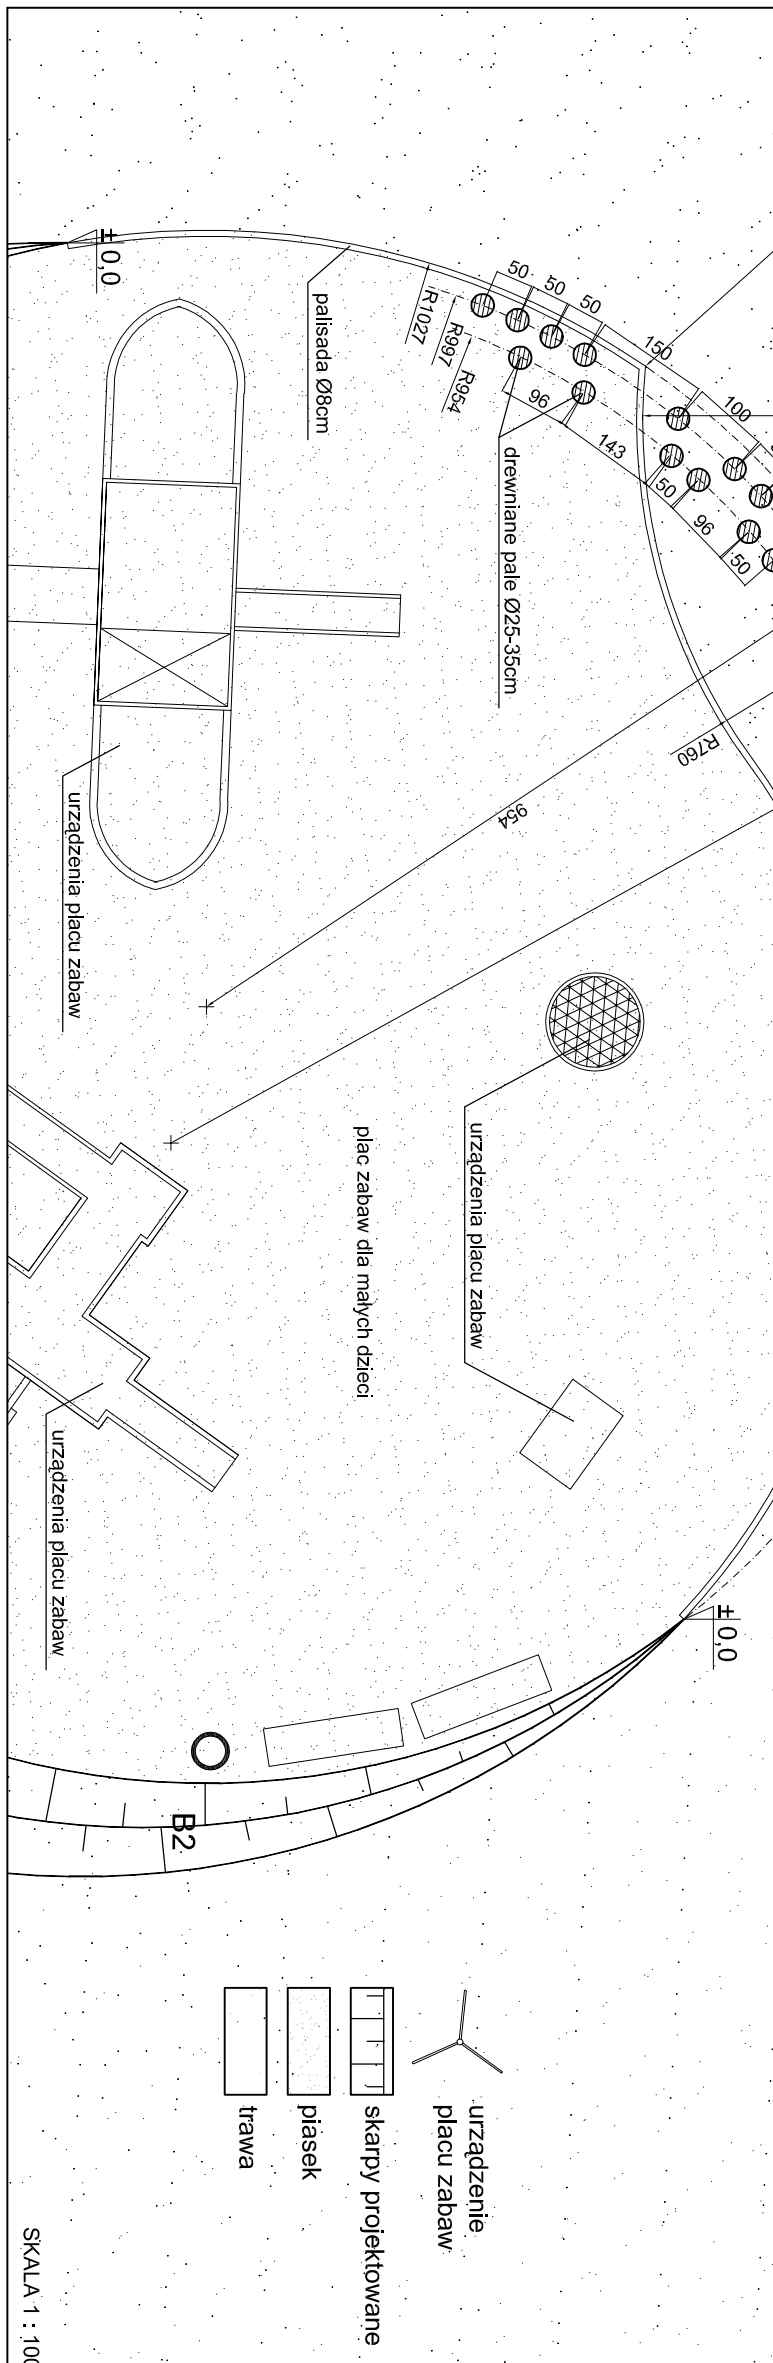 ± 0,0
palisada Ø8cm
R1027
R997
R954
50
50
50
150
100
96
143
50
96
50
drewniane pale Ø25-35cm
R760
954
urządzenia placu zabaw
urządzenia placu zabaw
plac zabaw dla małych dzieci
urządzenia placu zabaw
± 0,0
B2
urządzenie
placu zabaw
skarpy projektowane
piasek
trawa
SKALA 1 : 100